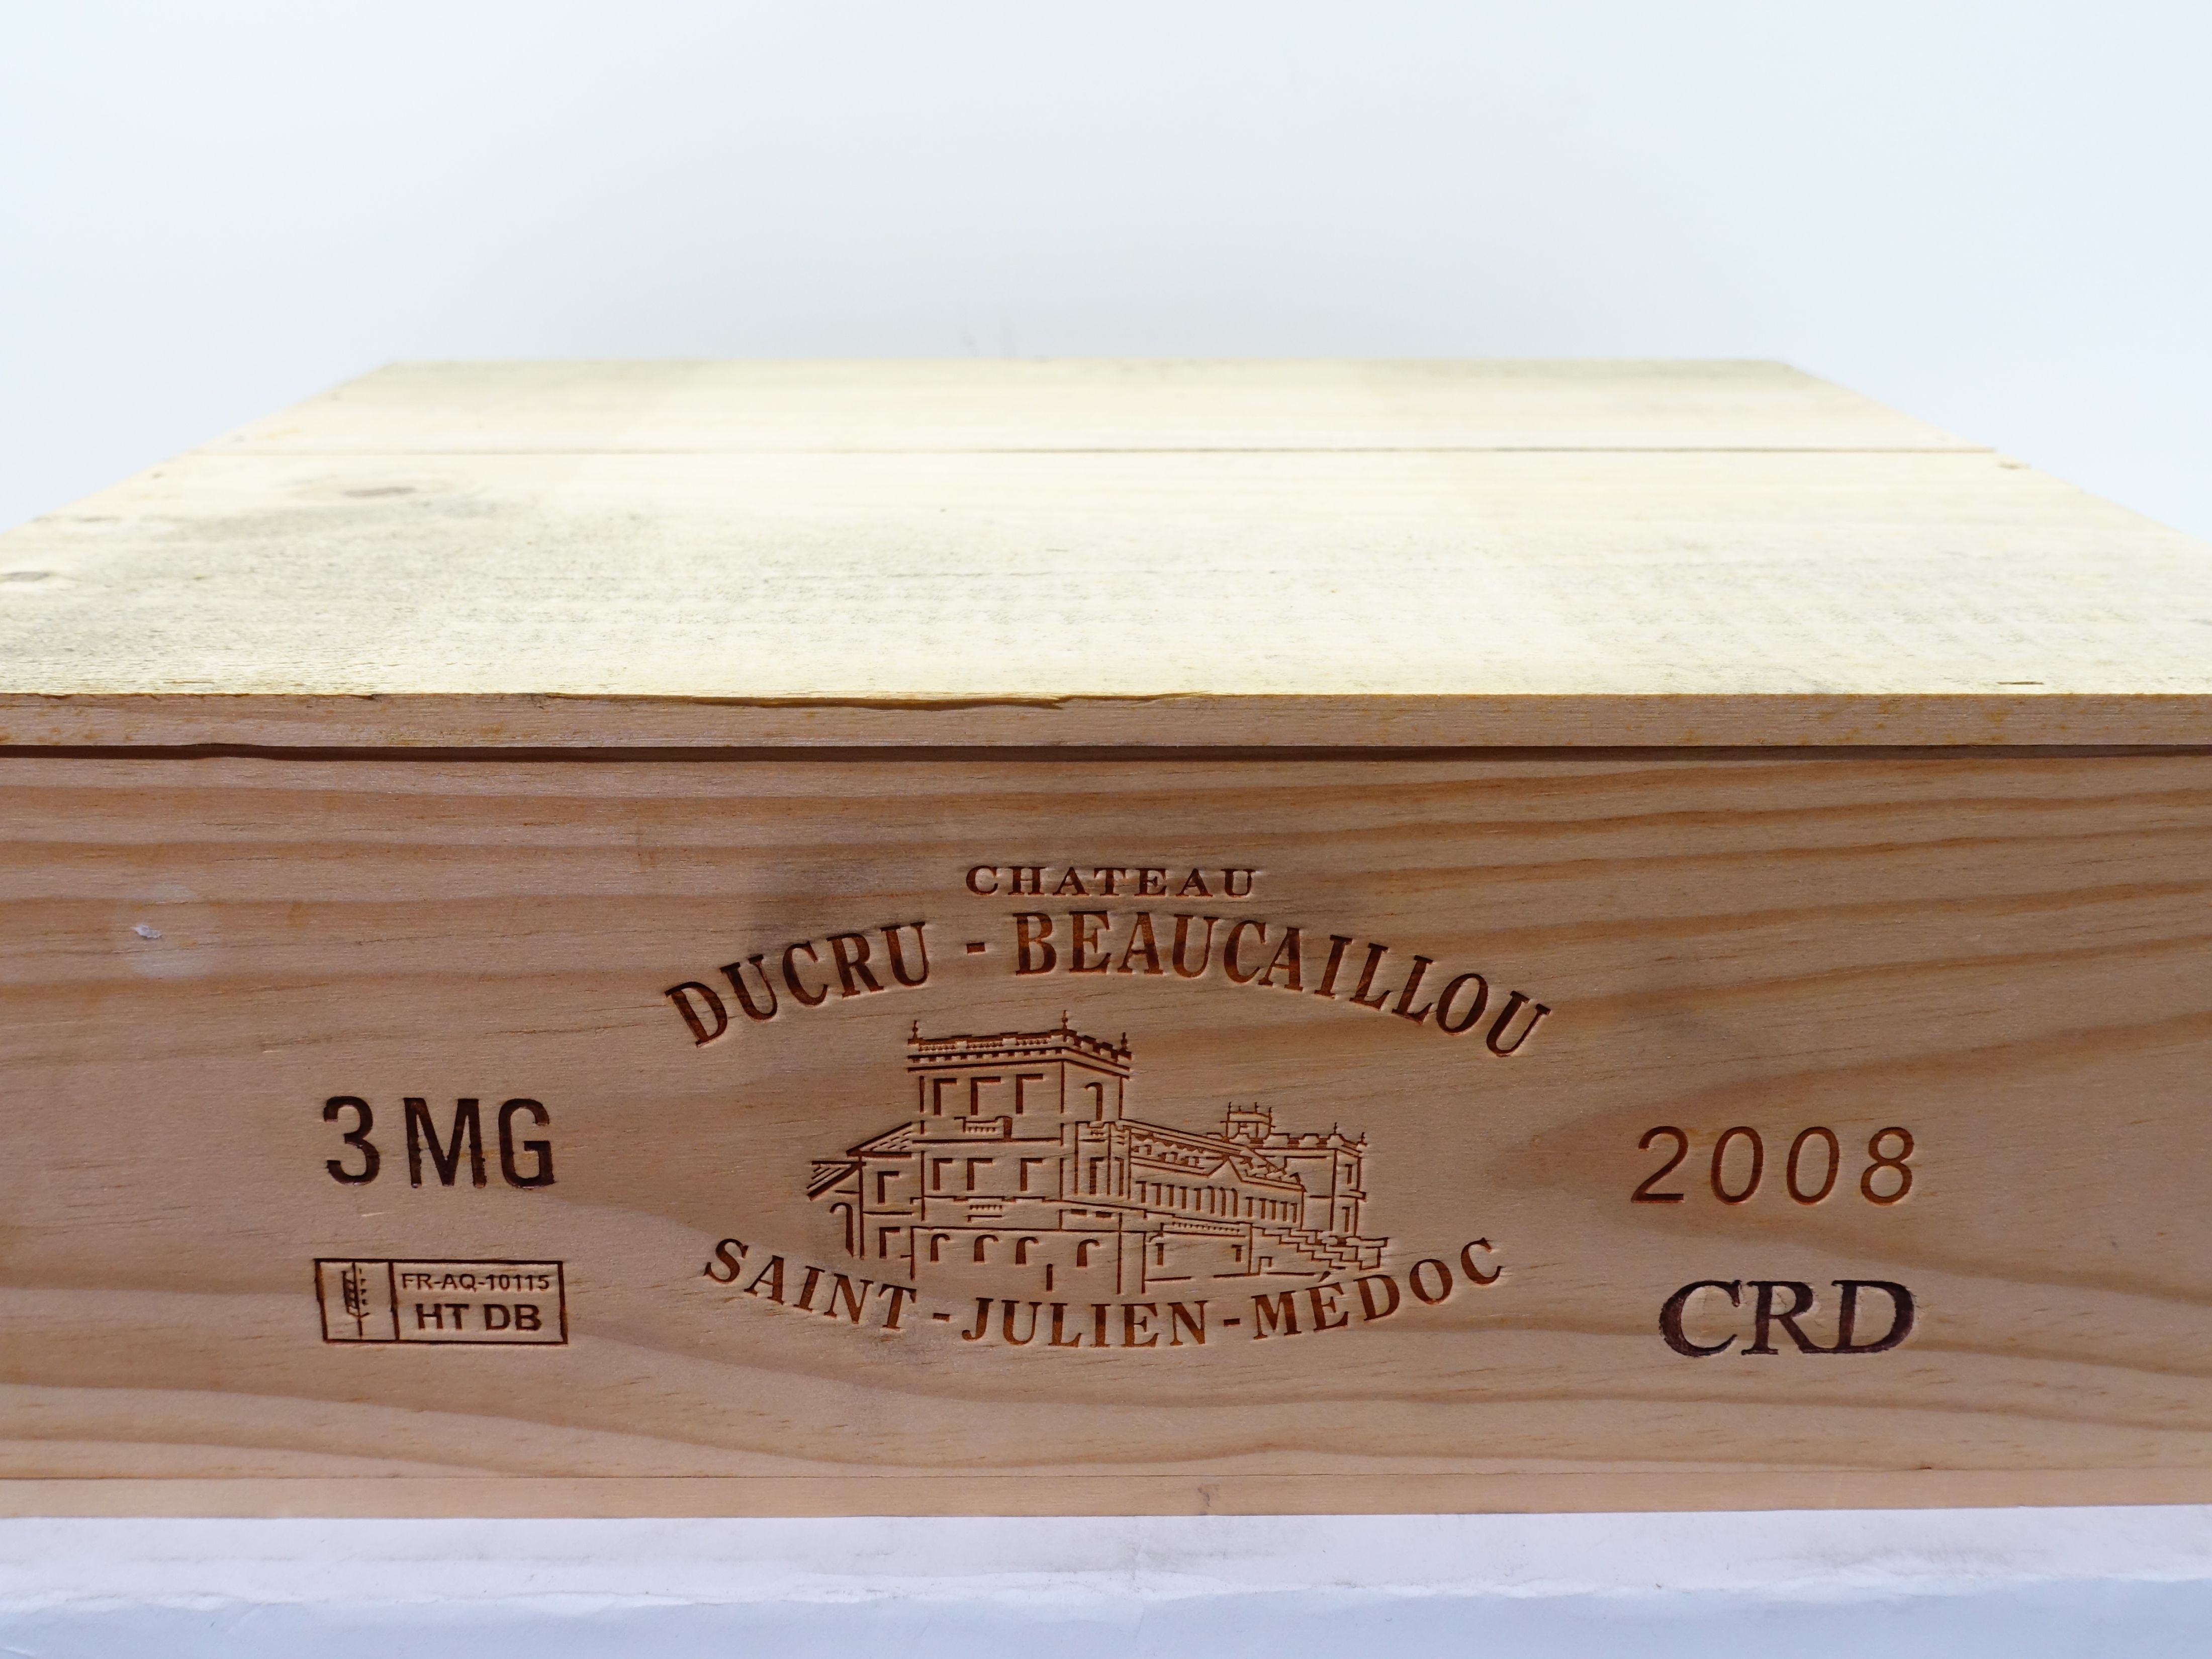 CHATEAU
DUCRU - BEAUCAILLOU
3 MG
2008
FR-AQ-10115
HT DB
SAINT - JULIEN - MÉDOC
CRD